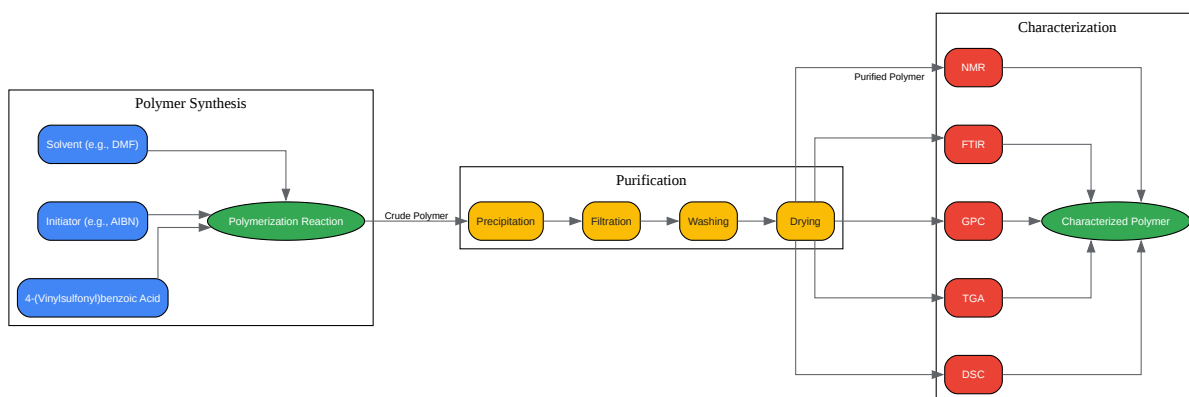 Polymer Synthesis
Solvent (e.g., DMF)
Initiator (e.g., AIBN)
4-(Vinylsulfonyl)benzoic Acid
Polymerization Reaction
Crude Polymer
Purification
Precipitation
Filtration
Washing
Drying
Purified Polymer
Characterization
NMR
FTIR
GPC
TGA
DSC
Characterized Polymer